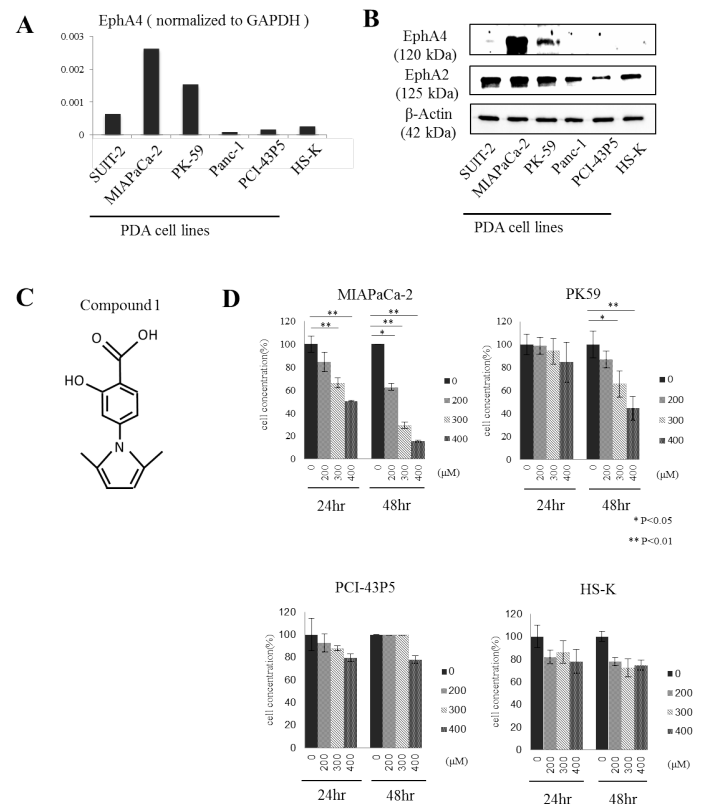 A
EphA4 ( normalized to GAPDH )
0.003
0.002
0.001
0
SUIT-2
MIAPaCa-2
PK-59
Panc-1
PCI-43P5
HS-K
PDA cell lines
B
EphA4
(120 kDa)
EphA2
(125 kDa)
β-Actin
(42 kDa)
SUIT-2
MIAPaCa-2
PK-59
Panc-1
PCI-43P5
HS-K
PDA cell lines
C
Compound 1
O
OH
HO
N
D
MIAPaCa-2
cell concentration(%)
120
100
80
60
40
20
0
**
**
**
**
*
0
200
300
400
0 200 300 400 0 200 300 400 (μM)
24hr 48hr
PK59
cell concentration(%)
120
100
80
60
40
20
0
**
*
0
200
300
400
0 200 300 400 0 200 300 400 (μM)
24hr 48hr
* P<0.05
** P<0.01
PCI-43P5
cell concentration(%)
120
100
80
60
40
20
0
0
200
300
400
0 200 300 400 0 200 300 400 (μM)
24hr 48hr
HS-K
cell concentration(%)
120
100
80
60
40
20
0
0
200
300
400
0 200 300 400 0 200 300 400 (μM)
24hr 48hr